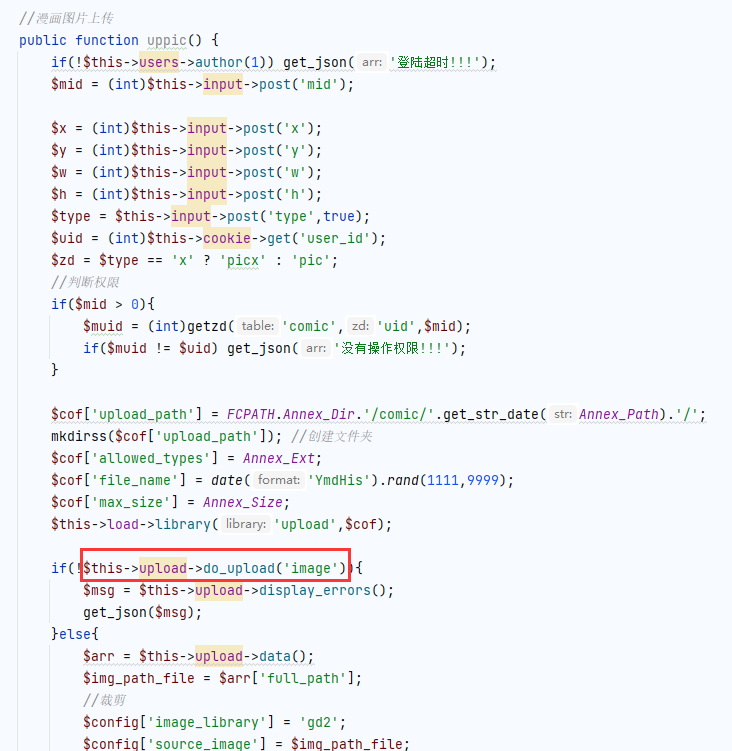 //漫画图片上传
public function uppic() {
if(!$this->users->author(1)) get_json( arr: '登陆超时!!!');
$mid = (int)$this->input->post('mid');
$x = (int)$this->input->post('x');
$y = (int)$this->input->post('y');
$w = (int)$this->input->post('w');
$h = (int)$this->input->post('h');
$type = $this->input->post('type',true);
$uid = (int)$this->cookie->get('user_id');
$zd = $type == 'x' ? 'picx' : 'pic';
//判断权限
if($mid > 0){
$muid = (int)getzd( table: 'comic', zd: 'uid',$mid);
if($muid != $uid) get_json( arr: '没有操作权限!!!');
}
$cof['upload_path'] = FCPATH.Annex_Dir.'/comic/'.get_str_date( str: Annex_Path).'/';
mkdirss($cof['upload_path']); //创建文件夹
$cof['allowed_types'] = Annex_Ext;
$cof['file_name'] = date( format: 'YmdHis').rand(1111,9999);
$cof['max_size'] = Annex_Size;
$this->load->library( library: 'upload',$cof);
if(!$this->upload->do_upload('image')){
$msg = $this->upload->display_errors();
get_json($msg);
}else{
$arr = $this->upload->data();
$img_path_file = $arr['full_path'];
//裁剪
$config['image_library'] = 'gd2';
$config['source_image'] = $img_path_file;